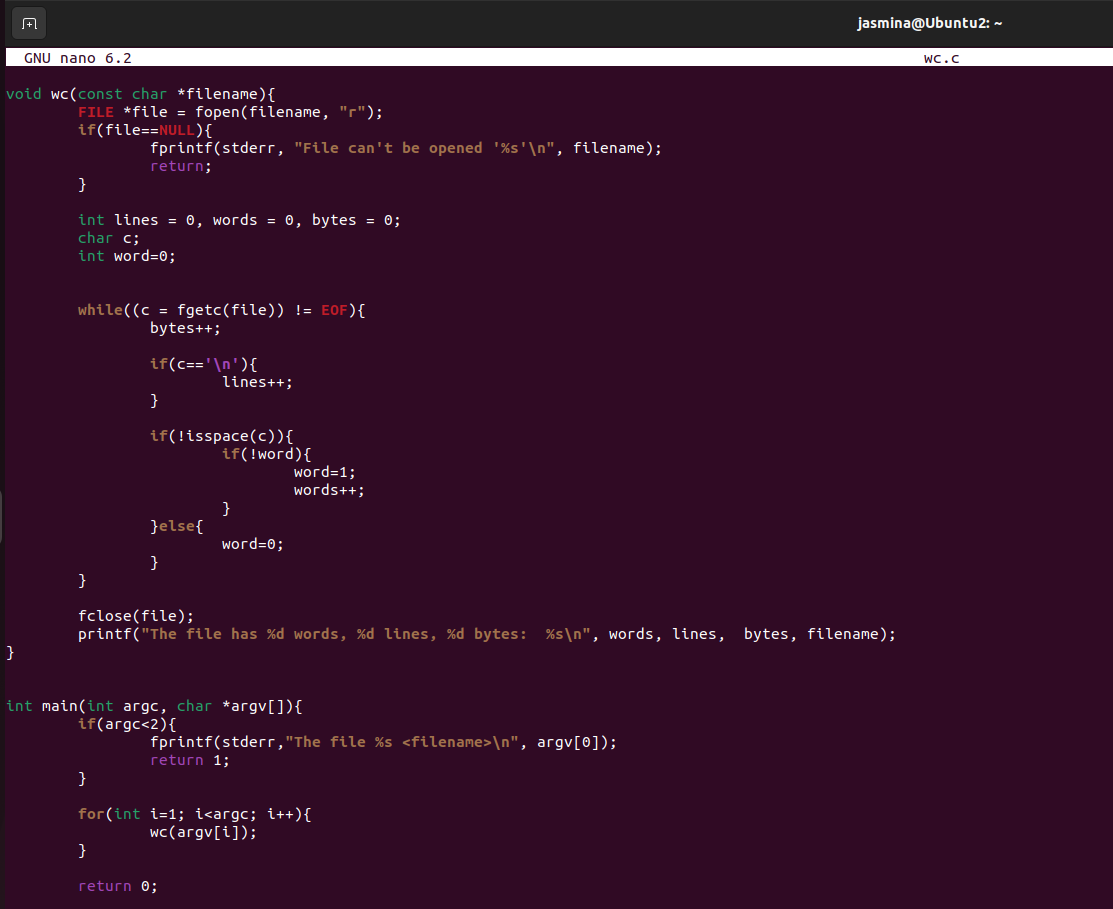 jasmina@Ubuntu2: ~
GNU nano 6.2 wc.c
void wc(const char *filename){
        FILE *file = fopen(filename, "r");
        if(file==NULL){
                fprintf(stderr, "File can't be opened '%s'\n", filename);
                return;
        }
        int lines = 0, words = 0, bytes = 0;
        char c;
        int word=0;
        while((c = fgetc(file)) != EOF){
                bytes++;
                if(c=='\n'){
                        lines++;
                }
                if(!isspace(c)){
                        if(!word){
                                word=1;
                                words++;
                        }
                }else{
                        word=0;
                }
        }
        fclose(file);
        printf("The file has %d words, %d lines, %d bytes:  %s\n", words, lines,  bytes, filename);
}
int main(int argc, char *argv[]){
        if(argc<2){
                fprintf(stderr,"The file %s <filename>\n", argv[0]);
                return 1;
        }
        for(int i=1; i<argc; i++){
                wc(argv[i]);
        }
        return 0;